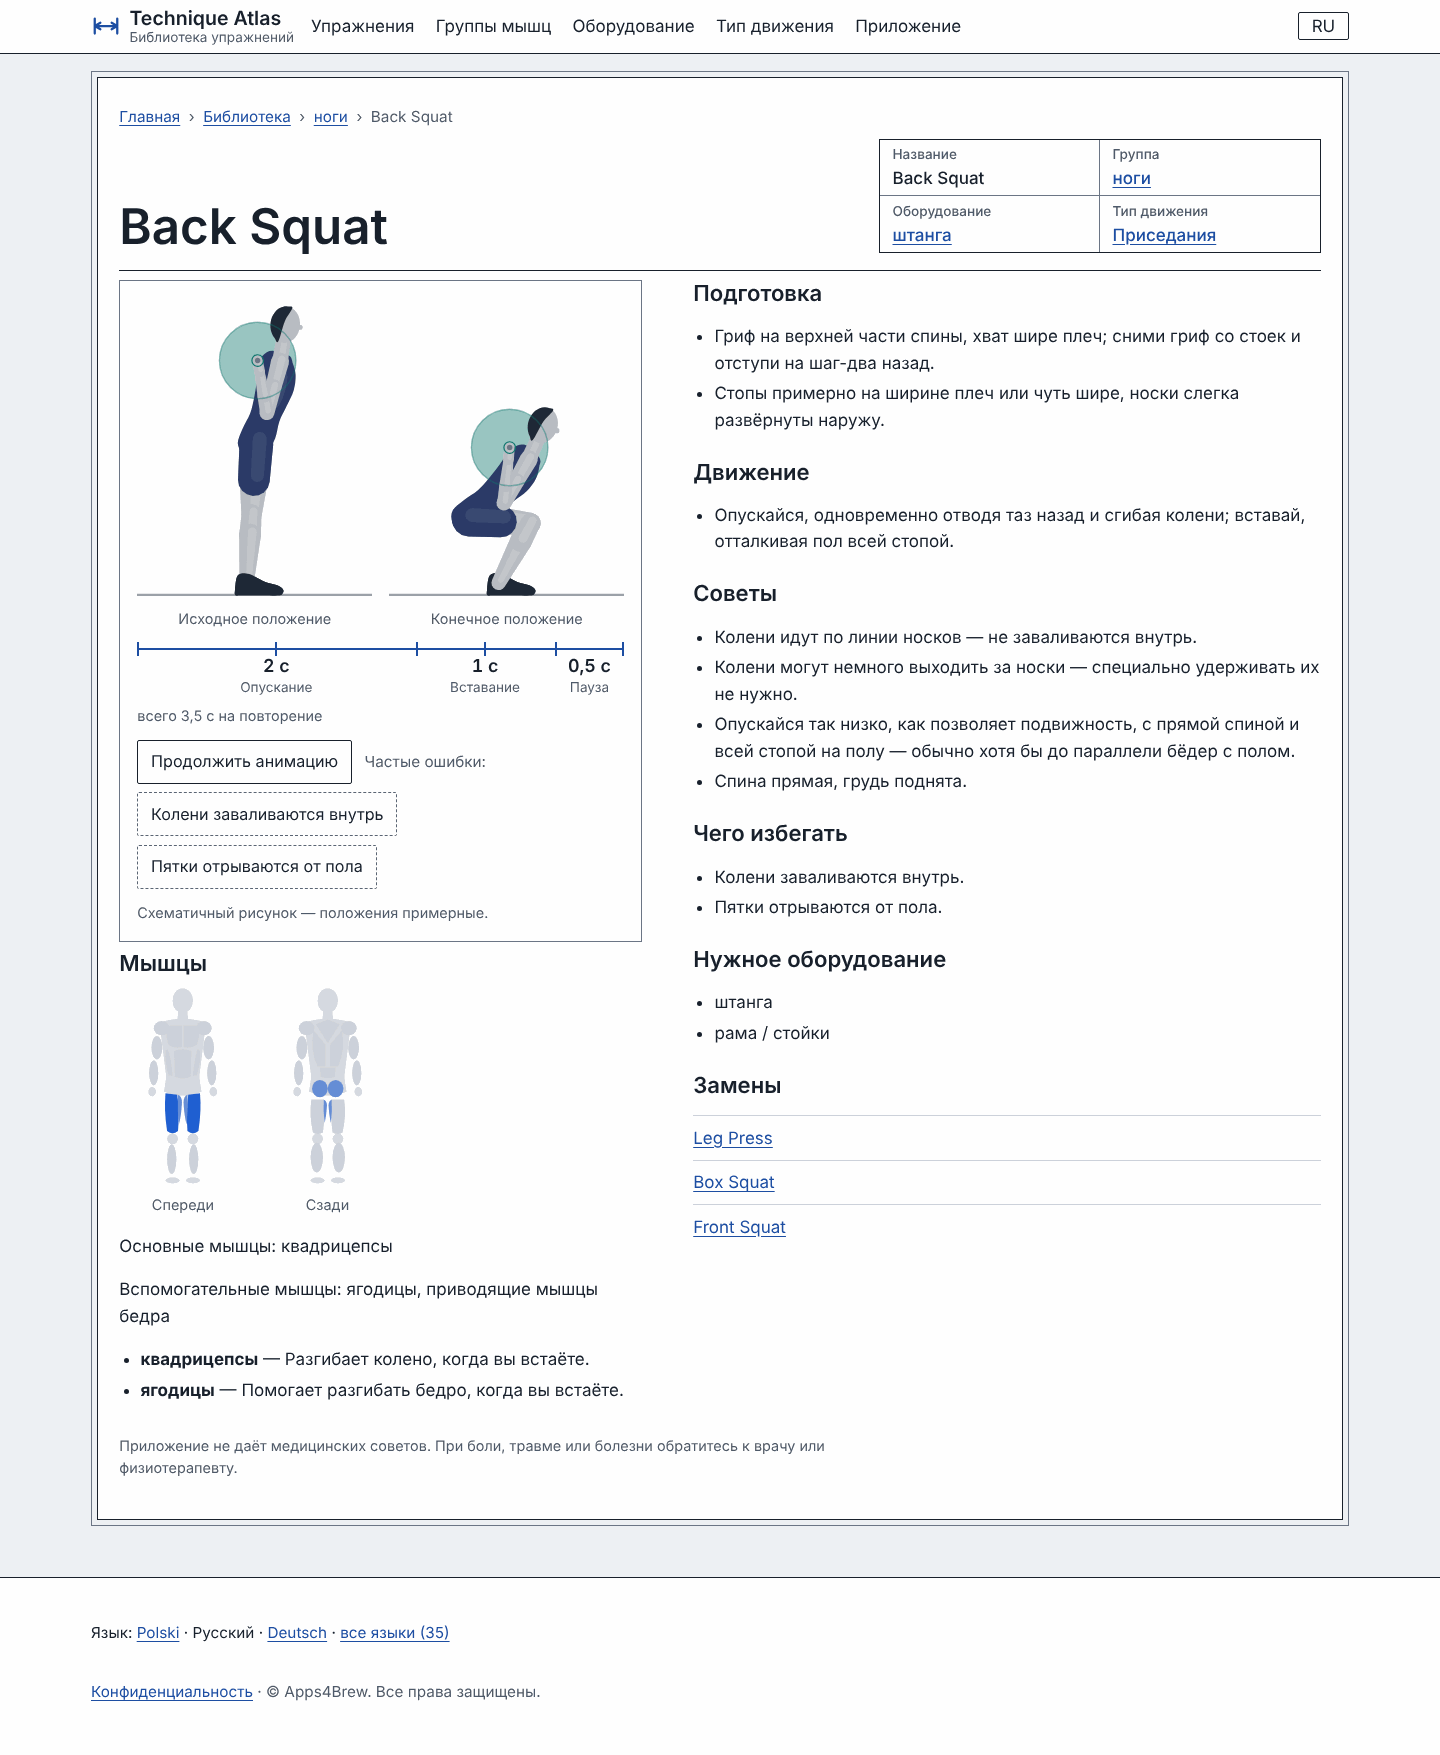 Technique Atlas
Библиотека упражнений
Упражнения
Группы мышц
Оборудование
Тип движения
Приложение
RU
Главная › Библиотека › ноги › Back Squat
Back Squat
Название
Back Squat
Группа
ноги
Оборудование
штанга
Тип движения
Приседания
Исходное положение
Конечное положение
2 с
Опускание
1 с
Вставание
0,5 с
Пауза
всего 3,5 с на повторение
Продолжить анимацию
Частые ошибки:
Колени заваливаются внутрь
Пятки отрываются от пола
Схематичный рисунок — положения примерные.
Мышцы
Спереди
Сзади
Основные мышцы: квадрицепсы
Вспомогательные мышцы: ягодицы, приводящие мышцы
бедра
• квадрицепсы — Разгибает колено, когда вы встаёте.
• ягодицы — Помогает разгибать бедро, когда вы встаёте.
Подготовка
• Гриф на верхней части спины, хват шире плеч; сними гриф со стоек и
отступи на шаг-два назад.
• Стопы примерно на ширине плеч или чуть шире, носки слегка
развёрнуты наружу.
Движение
• Опускайся, одновременно отводя таз назад и сгибая колени; вставай,
отталкивая пол всей стопой.
Советы
• Колени идут по линии носков — не заваливаются внутрь.
• Колени могут немного выходить за носки — специально удерживать их
не нужно.
• Опускайся так низко, как позволяет подвижность, с прямой спиной и
всей стопой на полу — обычно хотя бы до параллели бёдер с полом.
• Спина прямая, грудь поднята.
Чего избегать
• Колени заваливаются внутрь.
• Пятки отрываются от пола.
Нужное оборудование
• штанга
• рама / стойки
Замены
Leg Press
Box Squat
Front Squat
Приложение не даёт медицинских советов. При боли, травме или болезни обратитесь к врачу или
физиотерапевту.
Язык: Polski · Русский · Deutsch · все языки (35)
Конфиденциальность · © Apps4Brew. Все права защищены.